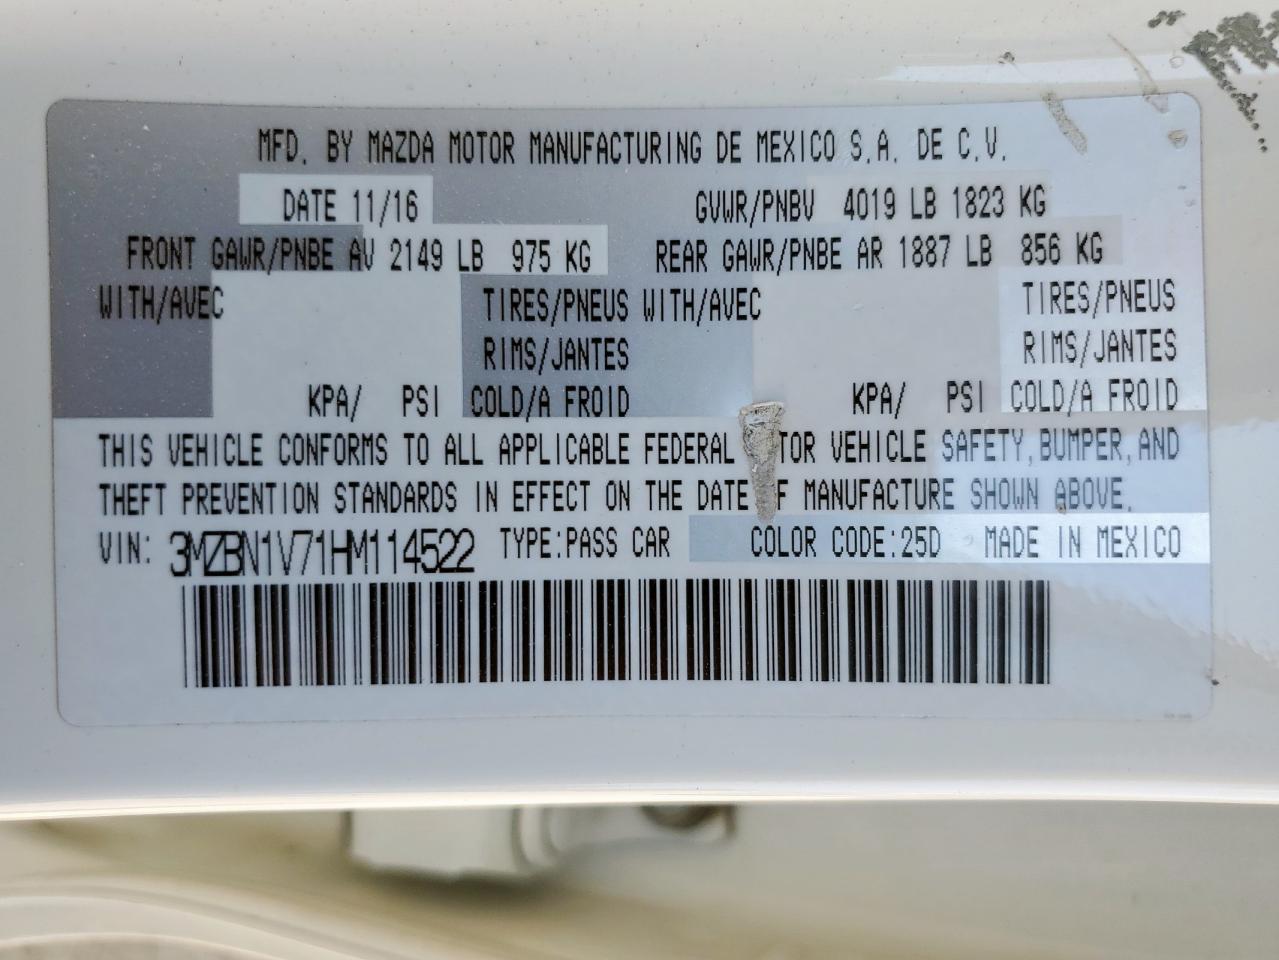 MFD. BY MAZDA MOTOR MANUFACTURING DE MEXICO S.A. DE C.V.
DATE 11/16 GVWR/PNBV 4019 LB 1823 KG
FRONT GAWR/PNBE AV 2149 LB 975 KG REAR GAWR/PNBE AR 1887 LB 856 KG
WITH/AVEC TIRES/PNEUS WITH/AVEC TIRES/PNEUS
RIMS/JANTES RIMS/JANTES
KPA/ PSI COLD/A FROID KPA/ PSI COLD/A FROID
THIS VEHICLE CONFORMS TO ALL APPLICABLE FEDERAL VEHICLE SAFETY, BUMPER, AND
THEFT PREVENTION STANDARDS IN EFFECT ON THE DATE MANUFACTURE SHOWN ABOVE.
VIN: 3MZBN1V71HM114522 TYPE:PASS CAR COLOR CODE:25D MADE IN MEXICO